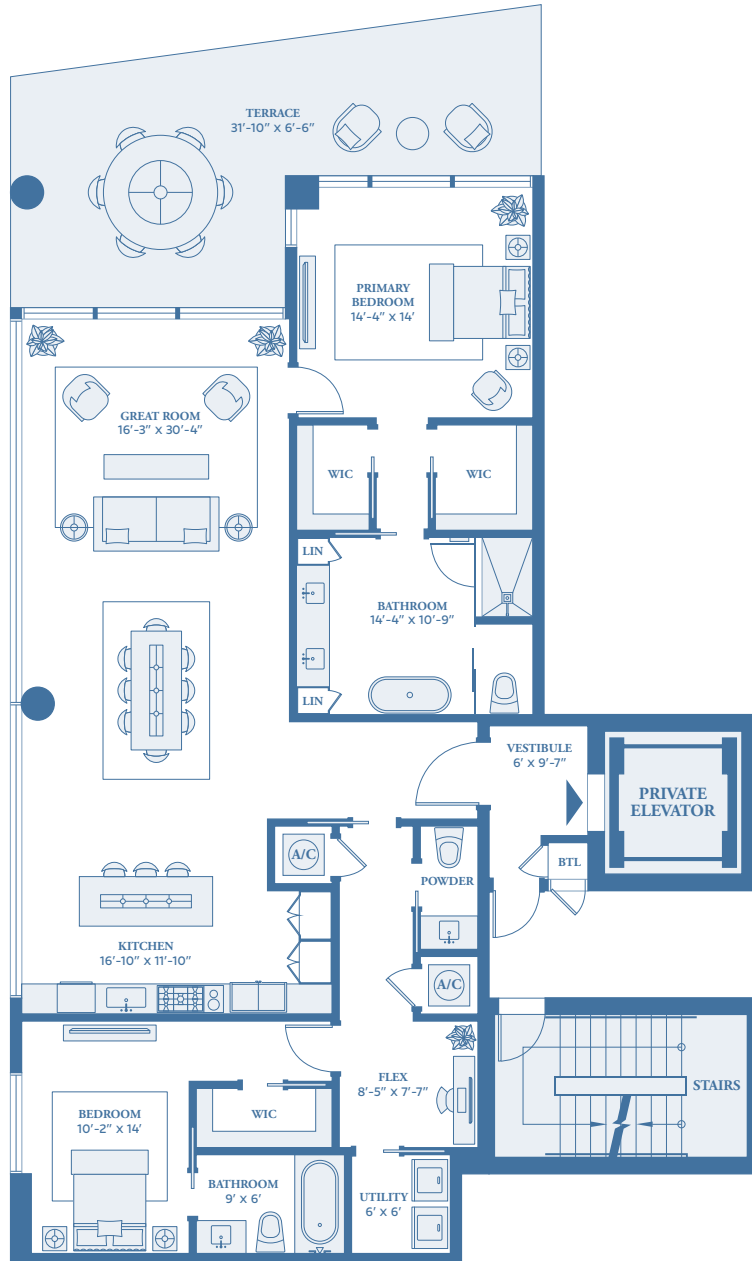 TERRACE
31'-10" x 6'-6"
PRIMARY
BEDROOM
14'-4" x 14'
GREAT ROOM
16'-3" x 30'-4"
WIC
WIC
LIN
BATHROOM
14'-4" x 10'-9"
LIN
VESTIBULE
6' x 9'-7"
PRIVATE
ELEVATOR
A/C
BTL
POWDER
KITCHEN
16'-10" x 11'-10"
A/C
FLEX
8'-5" x 7'-7"
STAIRS
BEDROOM
10'-2" x 14'
WIC
BATHROOM
9' x 6'
UTILITY
6' x 6'